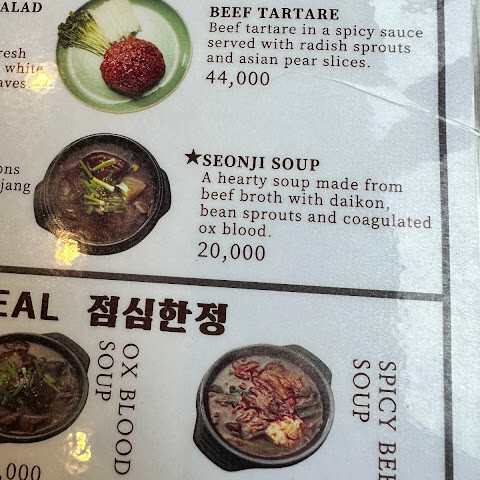 ALAD
resh
white
aves.
BEEF TARTARE
Beef tartare in a spicy sauce
served with radish sprouts
and asian pear slices.
44,000
ons
jang
★SEONJI SOUP
A hearty soup made from
beef broth with daikon,
bean sprouts and coagulated
ox blood.
20,000
EAL 점심한정
OX BLOOD
SOUP
,000
SPICY BEE
SOUP